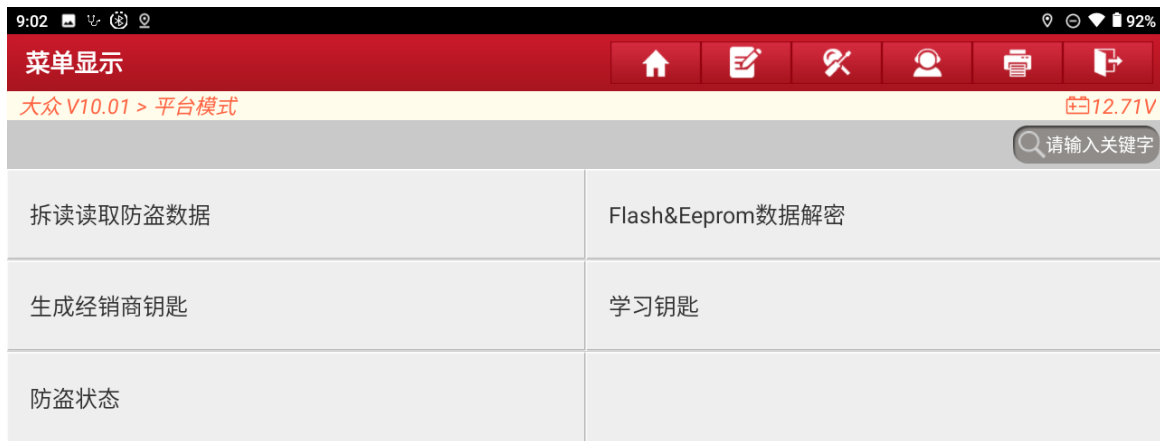 9:02 92%
菜单显示
大众 V10.01 > 平台模式 12.71V
请输入关键字
拆读读取防盗数据 Flash&Eeprom数据解密
生成经销商钥匙 学习钥匙
防盗状态